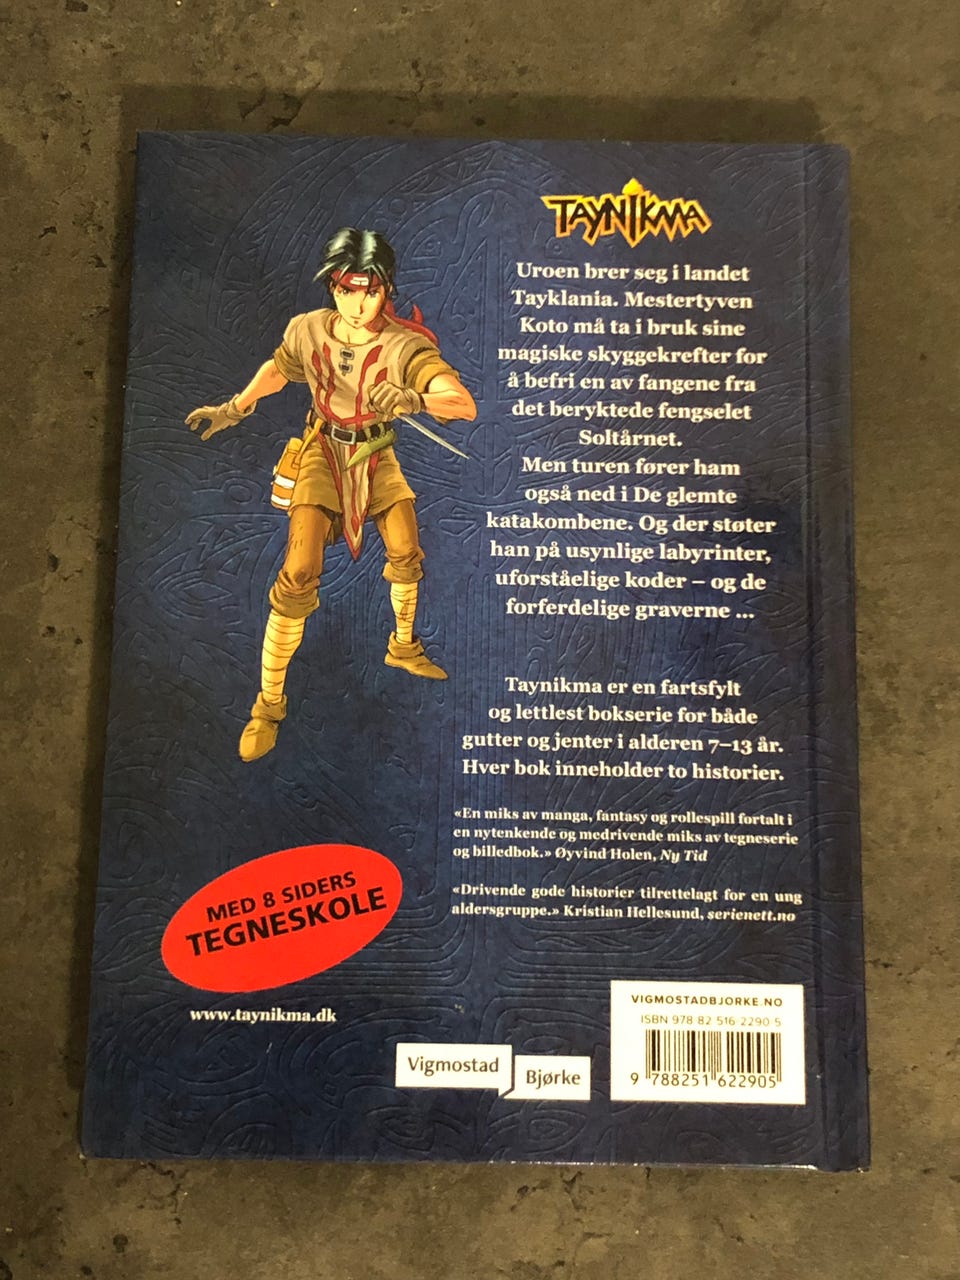 TAYNIKMA
Uroen brer seg i landet
Tayklania. Mestertyven
Koto må ta i bruk sine
magiske skyggekrefter for
å befri en av fangene fra
det beryktede fengselet
Soltårnet.
Men turen fører ham
også ned i De glemte
katakombene. Og der støter
han på usynlige labyrinter,
uforståelige koder – og de
forferdelige graverne ...
Taynikma er en fartsfylt
og lettlest bokserie for både
gutter og jenter i alderen 7–13 år.
Hver bok inneholder to historier.
«En miks av manga, fantasy og rollespill fortalt i
en nytenkende og medrivende miks av tegneserie
og billedbok.» Øyvind Holen, Ny Tid
«Drivende gode historier tilrettelagt for en ung
aldersgruppe.» Kristian Hellesund, serienett.no
MED 8 SIDERS
TEGNESKOLE
www.taynikma.dk
Vigmostad
Bjørke
VIGMOSTADBJORKE.NO
ISBN 978 82 516 2290 5
9 788251 622905